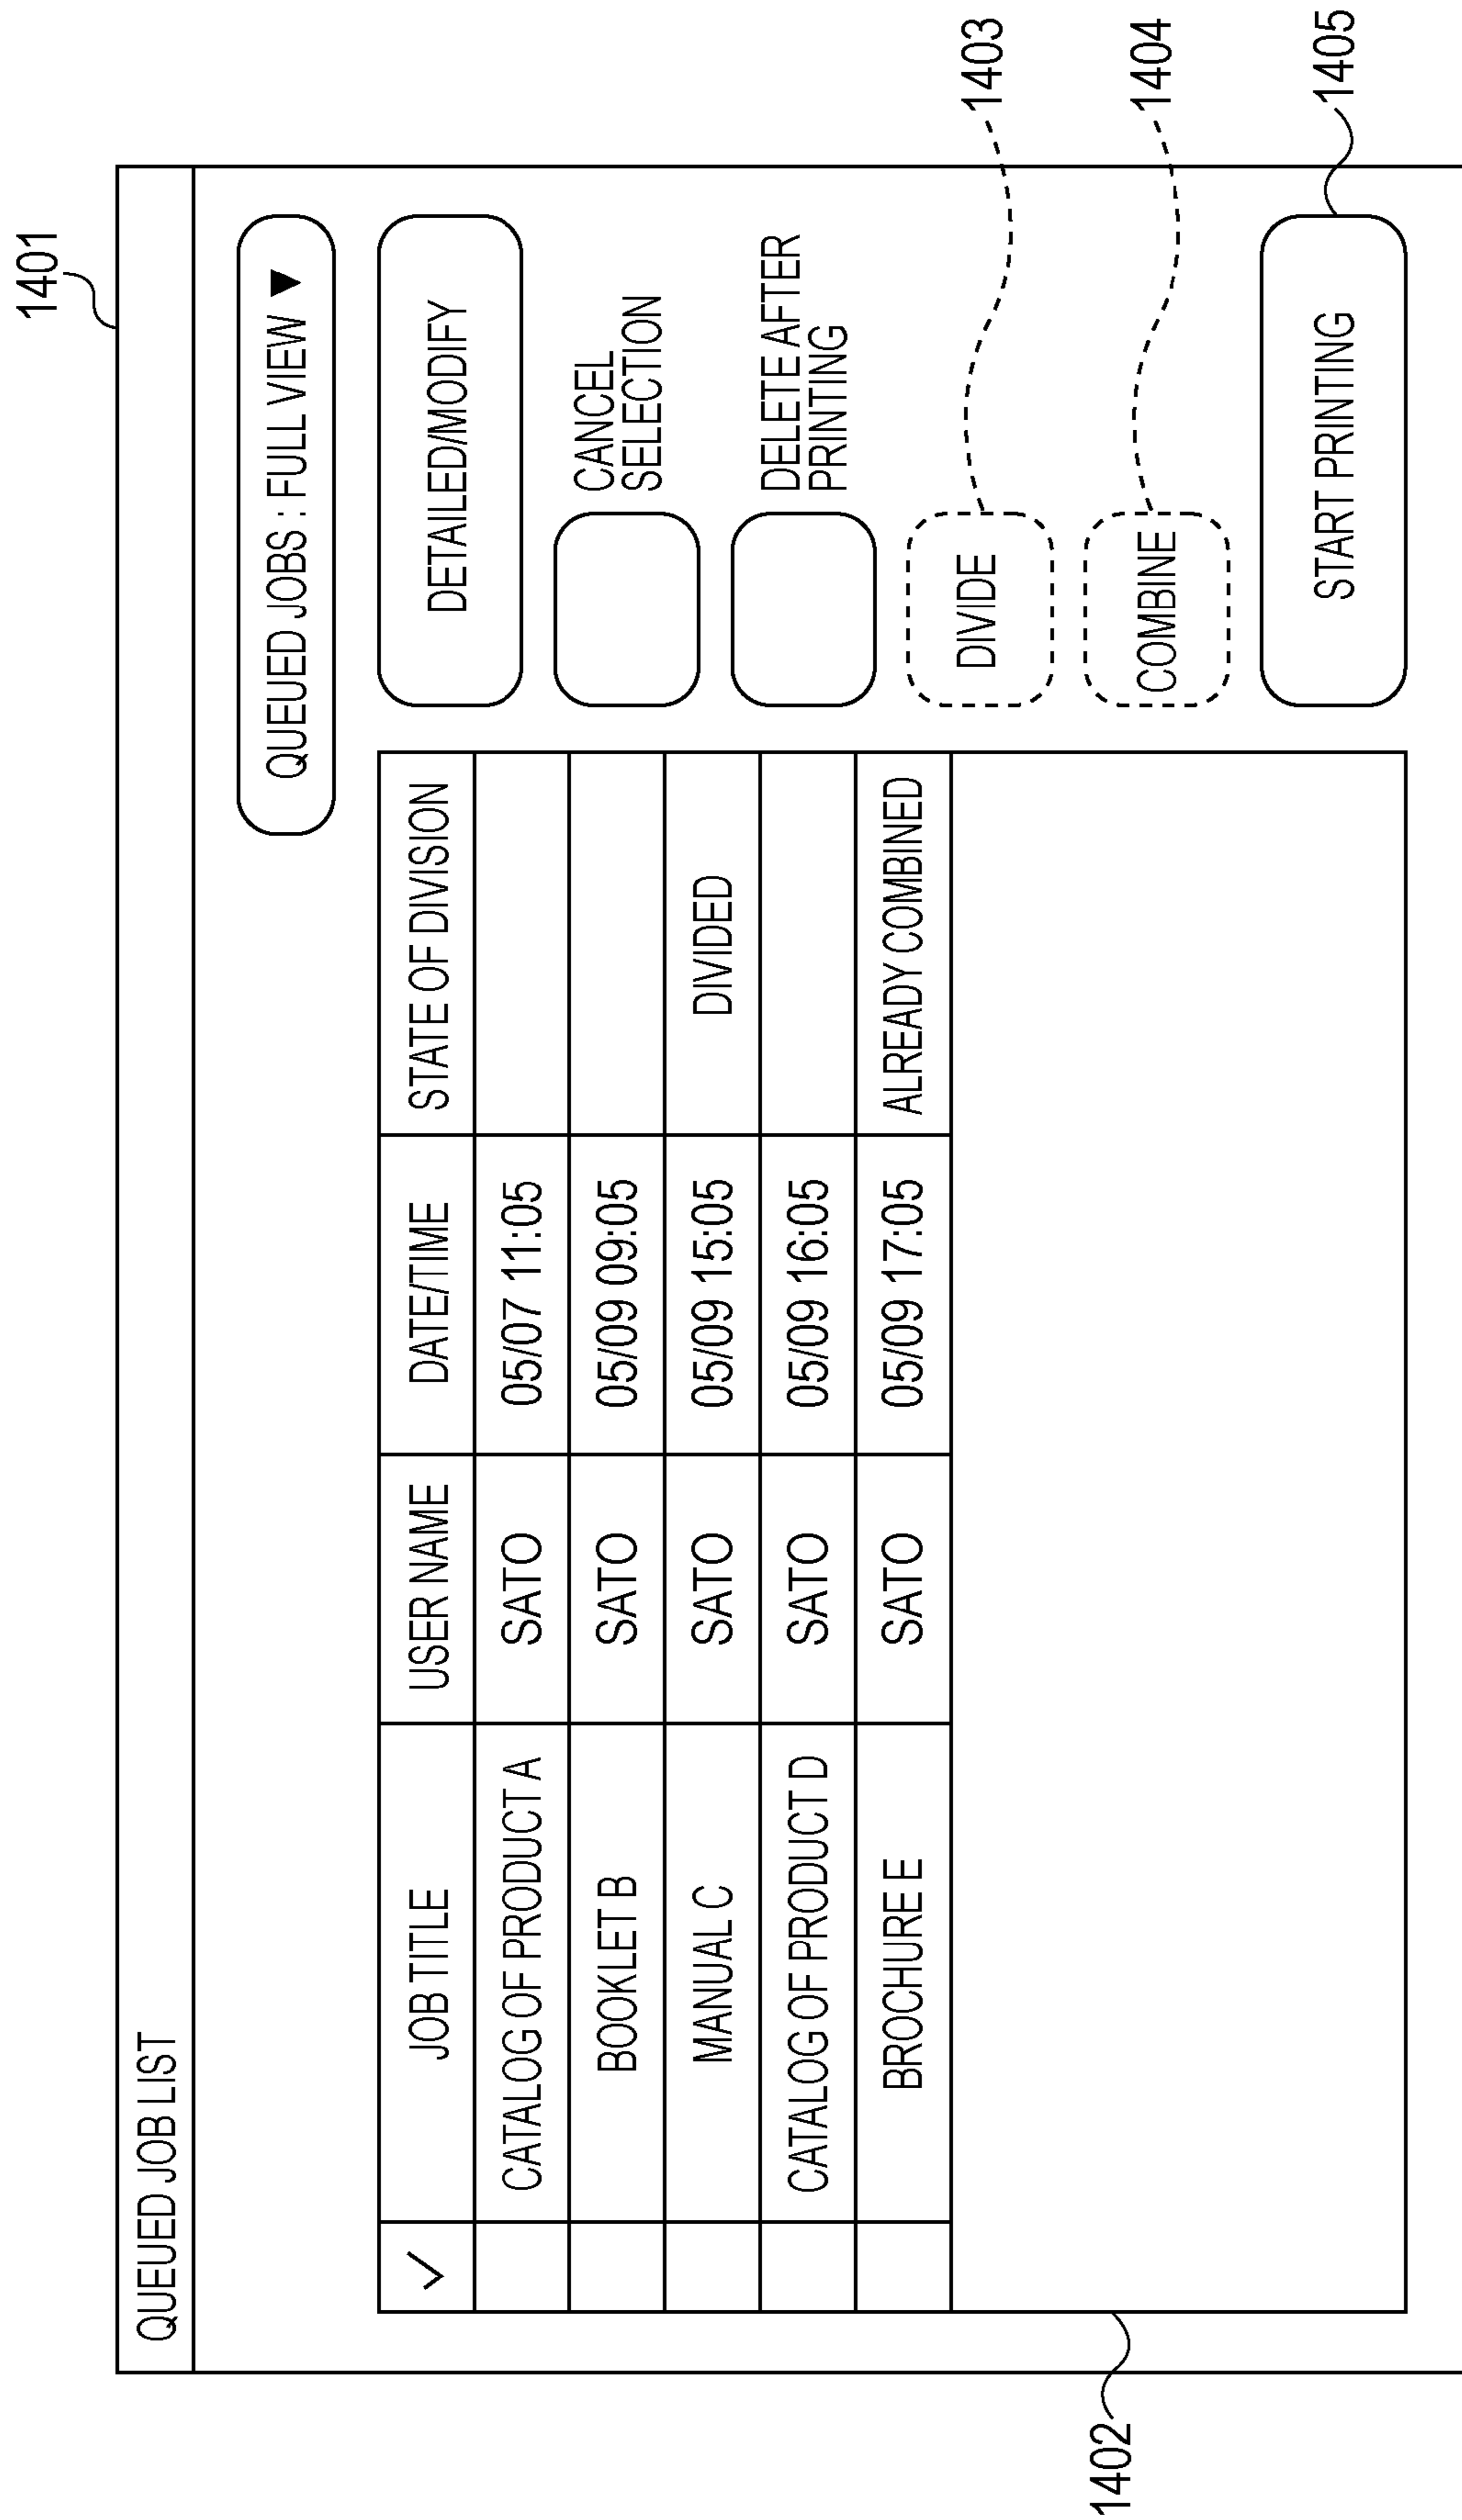 1401
QUEUED JOB LIST
QUEUED JOBS : FULL VIEW ▼
✓ JOB TITLE USER NAME DATE/TIME STATE OF DIVISION
CATALOG OF PRODUCT A SATO 05/07 11:05
BOOKLET B SATO 05/09 09:05
MANUAL C SATO 05/09 15:05 DIVIDED
CATALOG OF PRODUCT D SATO 05/09 16:05
BROCHURE E SATO 05/09 17:05 ALREADY COMBINED
DETAILED/MODIFY
CANCEL
SELECTION
DELETE AFTER
PRINTING
DIVIDE
1403
COMBINE
1404
START PRINTING
1405
1402